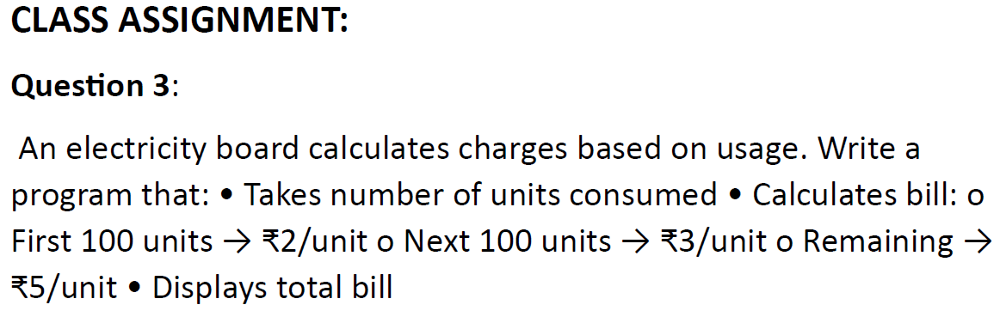 CLASS ASSIGNMENT:
Question 3:
An electricity board calculates charges based on usage. Write a
program that: • Takes number of units consumed • Calculates bill: o
First 100 units → ₹2/unit o Next 100 units → ₹3/unit o Remaining →
₹5/unit • Displays total bill